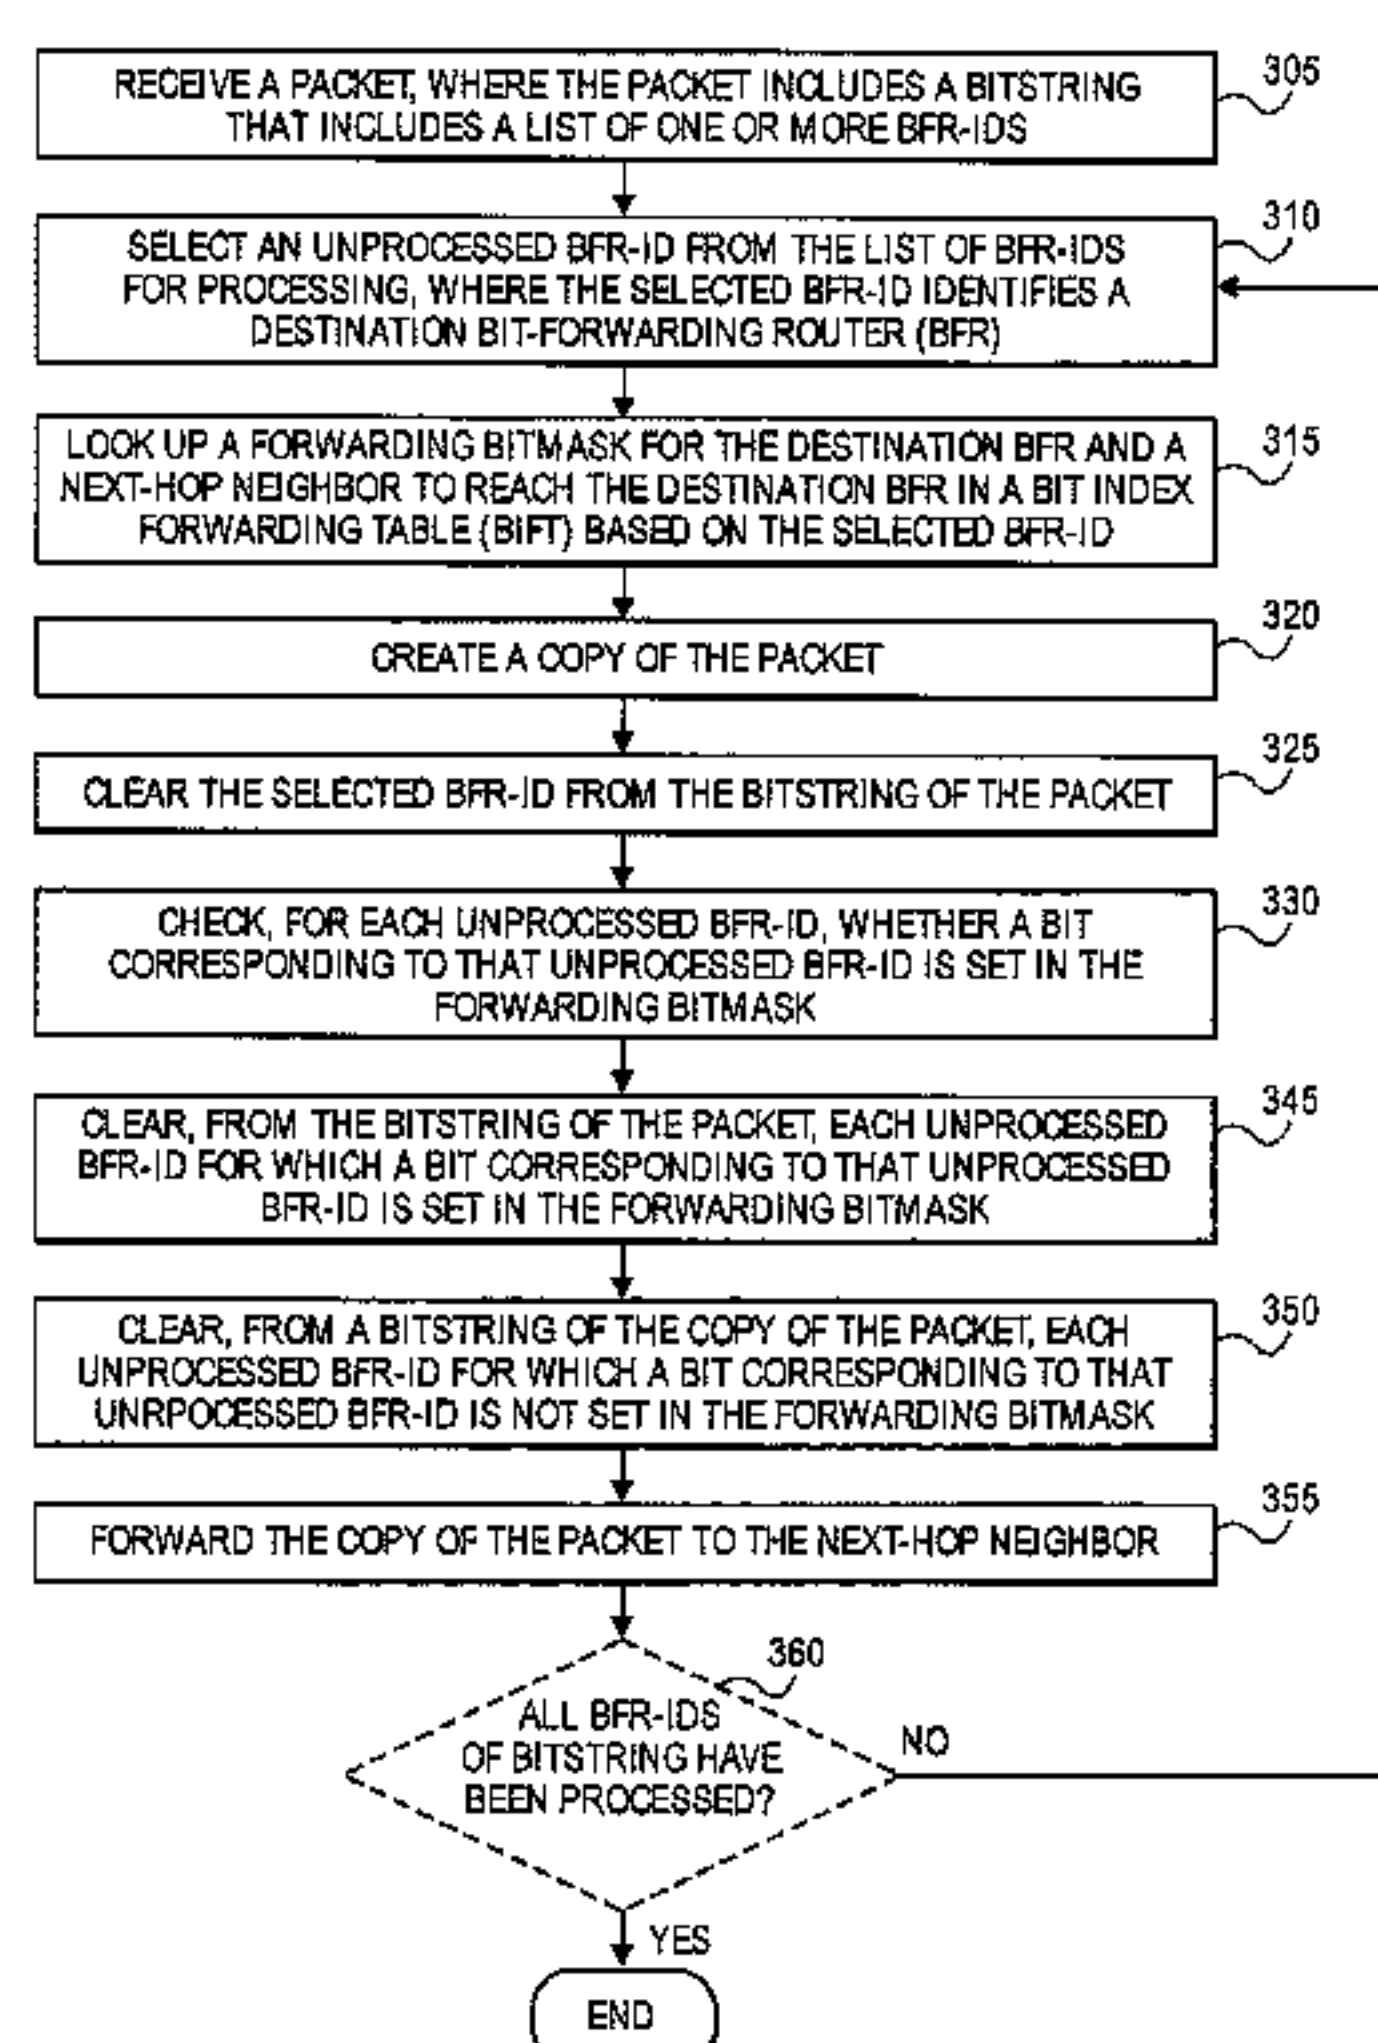 305
RECEIVE A PACKET, WHERE THE PACKET INCLUDES A BITSTRING
THAT INCLUDES A LIST OF ONE OR MORE BFR-IDS
310
SELECT AN UNPROCESSED BFR-ID FROM THE LIST OF BFR-IDS
FOR PROCESSING, WHERE THE SELECTED BFR-ID IDENTIFIES A
DESTINATION BIT-FORWARDING ROUTER (BFR)
315
LOOK UP A FORWARDING BITMASK FOR THE DESTINATION BFR AND A
NEXT-HOP NEIGHBOR TO REACH THE DESTINATION BFR IN A BIT INDEX
FORWARDING TABLE (BIFT) BASED ON THE SELECTED BFR-ID
320
CREATE A COPY OF THE PACKET
325
CLEAR THE SELECTED BFR-ID FROM THE BITSTRING OF THE PACKET
330
CHECK, FOR EACH UNPROCESSED BFR-ID, WHETHER A BIT
CORRESPONDING TO THAT UNPROCESSED BFR-ID IS SET IN THE
FORWARDING BITMASK
345
CLEAR, FROM THE BITSTRING OF THE PACKET, EACH UNPROCESSED
BFR-ID FOR WHICH A BIT CORRESPONDING TO THAT UNPROCESSED
BFR-ID IS SET IN THE FORWARDING BITMASK
350
CLEAR, FROM A BITSTRING OF THE COPY OF THE PACKET, EACH
UNPROCESSED BFR-ID FOR WHICH A BIT CORRESPONDING TO THAT
UNRPOCESSED BFR-ID IS NOT SET IN THE FORWARDING BITMASK
355
FORWARD THE COPY OF THE PACKET TO THE NEXT-HOP NEIGHBOR
360
ALL BFR-IDS
OF BITSTRING HAVE
BEEN PROCESSED?
NO
YES
END